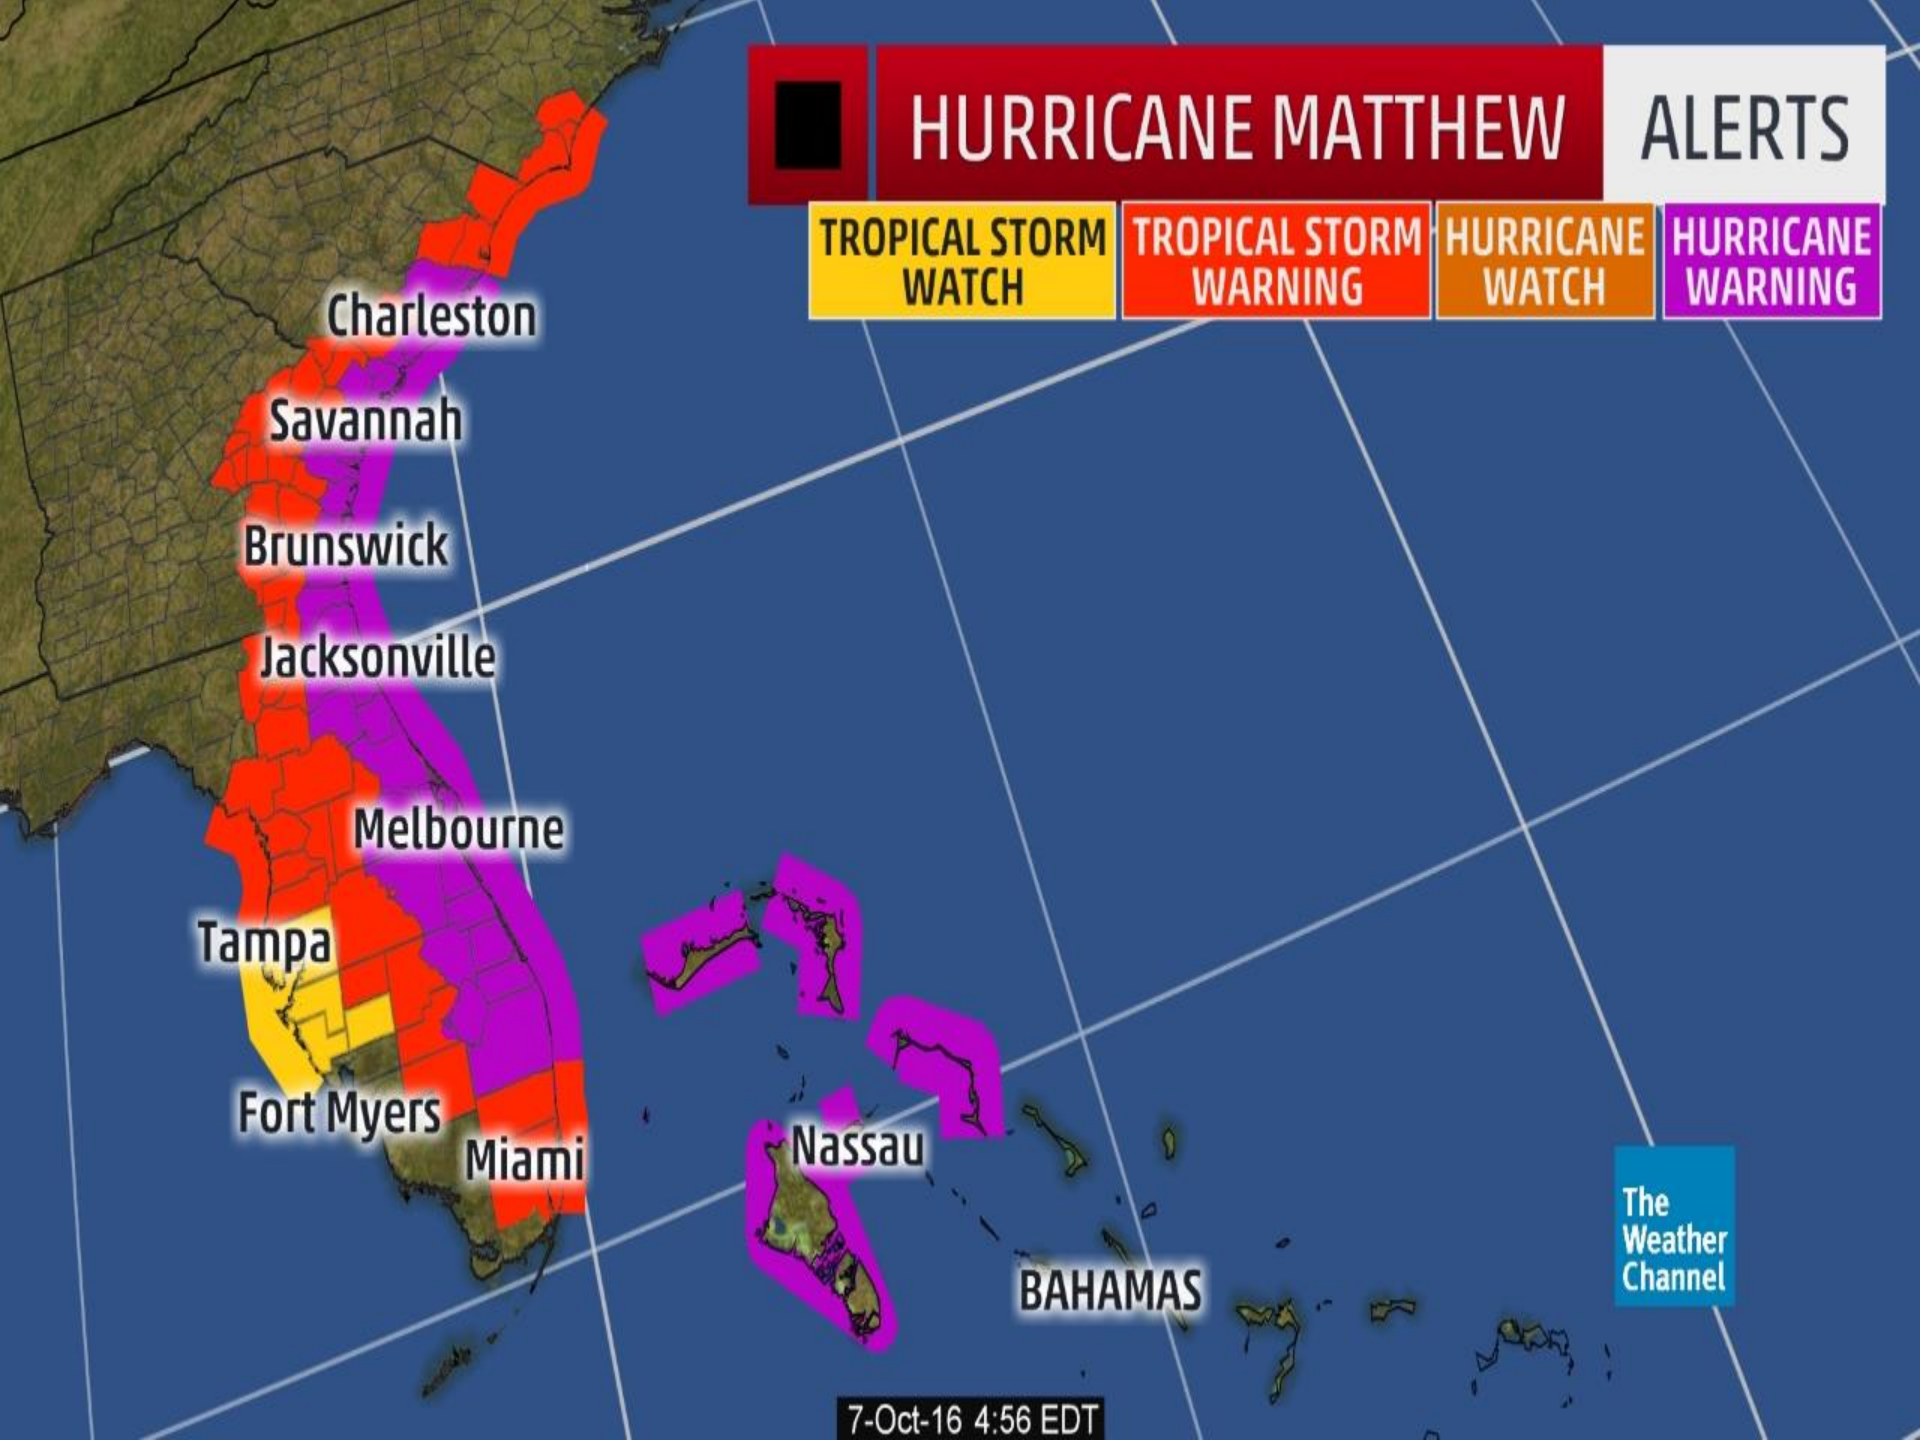 HURRICANE MATTHEW ALERTS
TROPICAL STORM
WATCH
TROPICAL STORM
WARNING
HURRICANE
WATCH
HURRICANE
WARNING
Charleston
Savannah
Brunswick
Jacksonville
Melbourne
Tampa
Fort Myers
Miami
Nassau
BAHAMAS
The
Weather
Channel
7-Oct-16 4:56 EDT